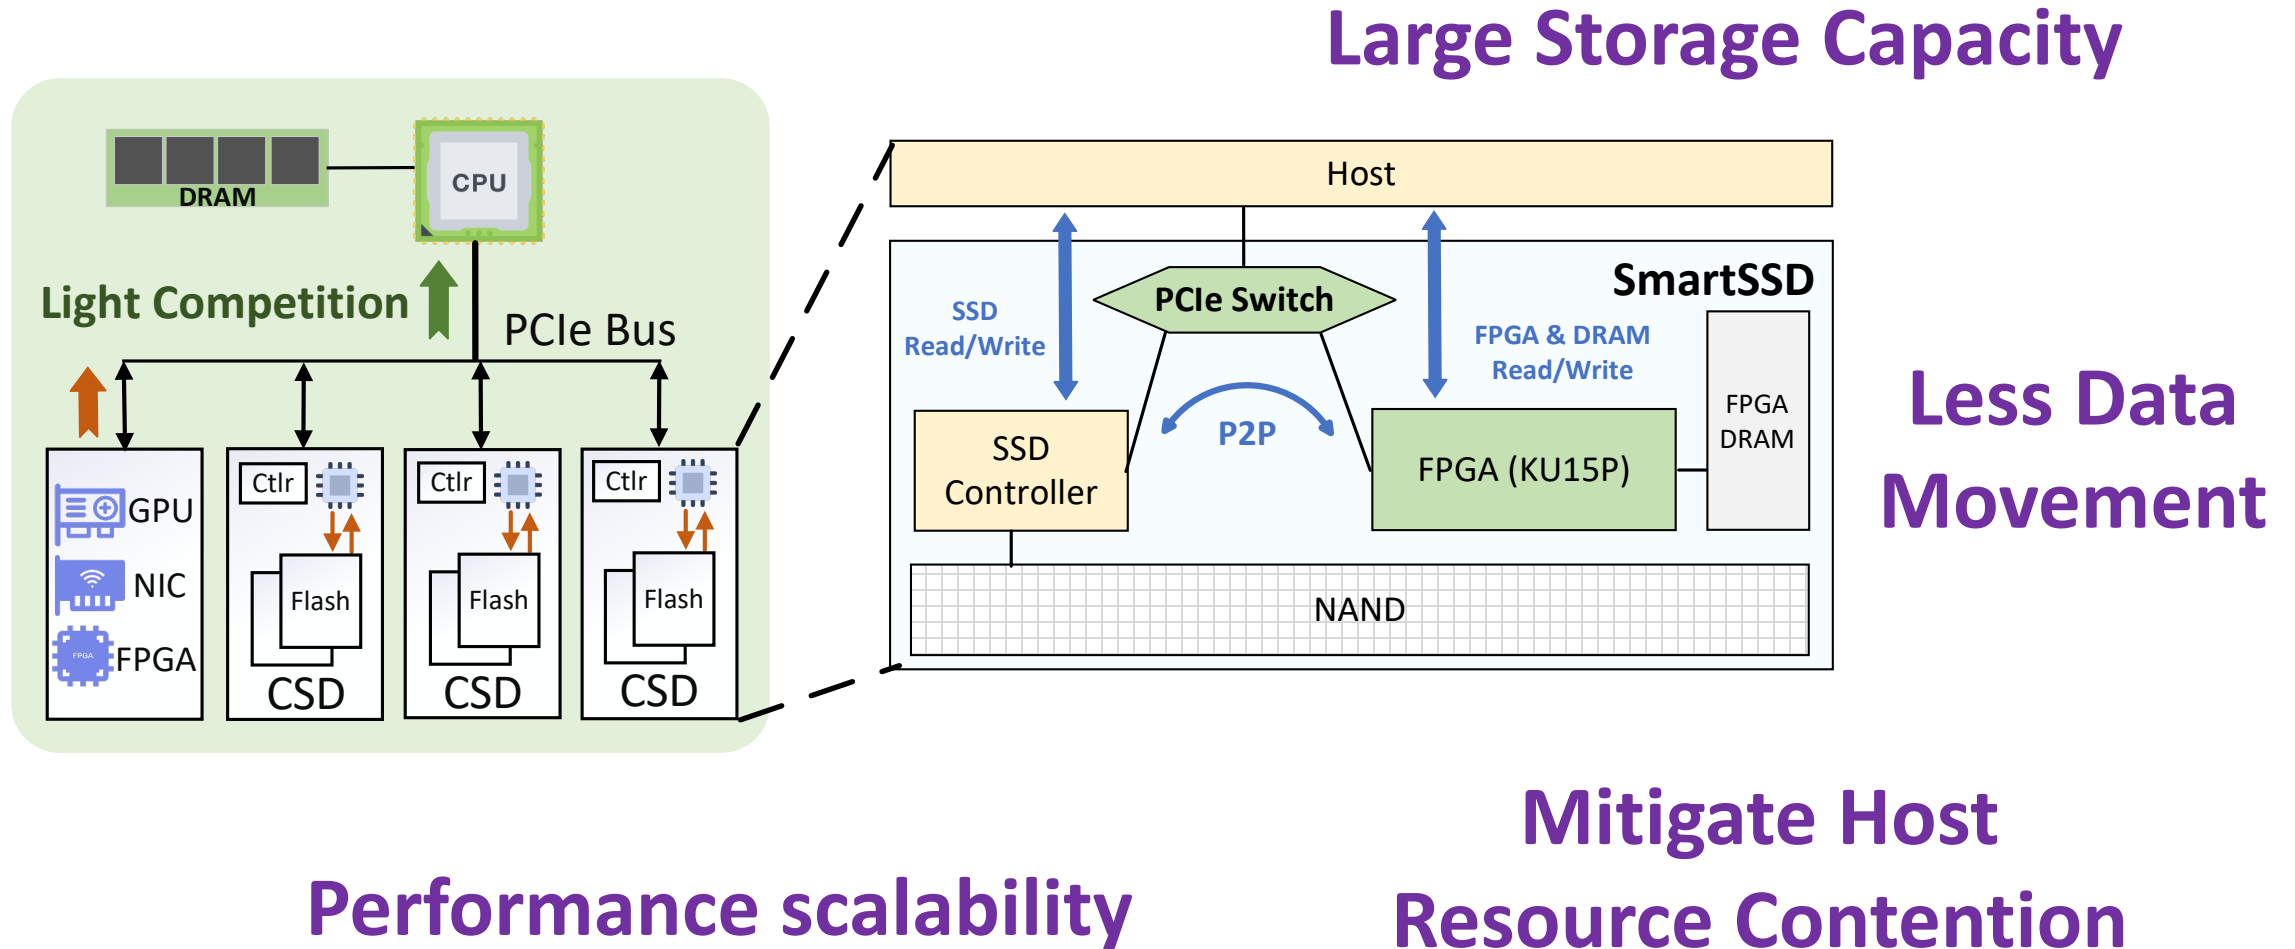 Large Storage Capacity
DRAM
CPU
Light Competition
PCIe Bus
GPU
NIC
FPGA
FPGA
Ctlr
Flash
CSD
Ctlr
Flash
CSD
Ctlr
Flash
CSD
Host
SmartSSD
PCIe Switch
SSD
Read/Write
FPGA & DRAM
Read/Write
P2P
SSD
Controller
FPGA (KU15P)
FPGA
DRAM
NAND
Less Data
Movement
Mitigate Host
Resource Contention
Performance scalability